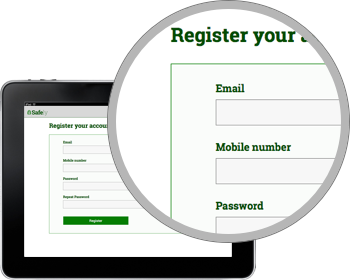 Safety
Register your accou
Email
Mobile number
Password
Repeat Password
Register
Register your a
Email
Mobile number
Password